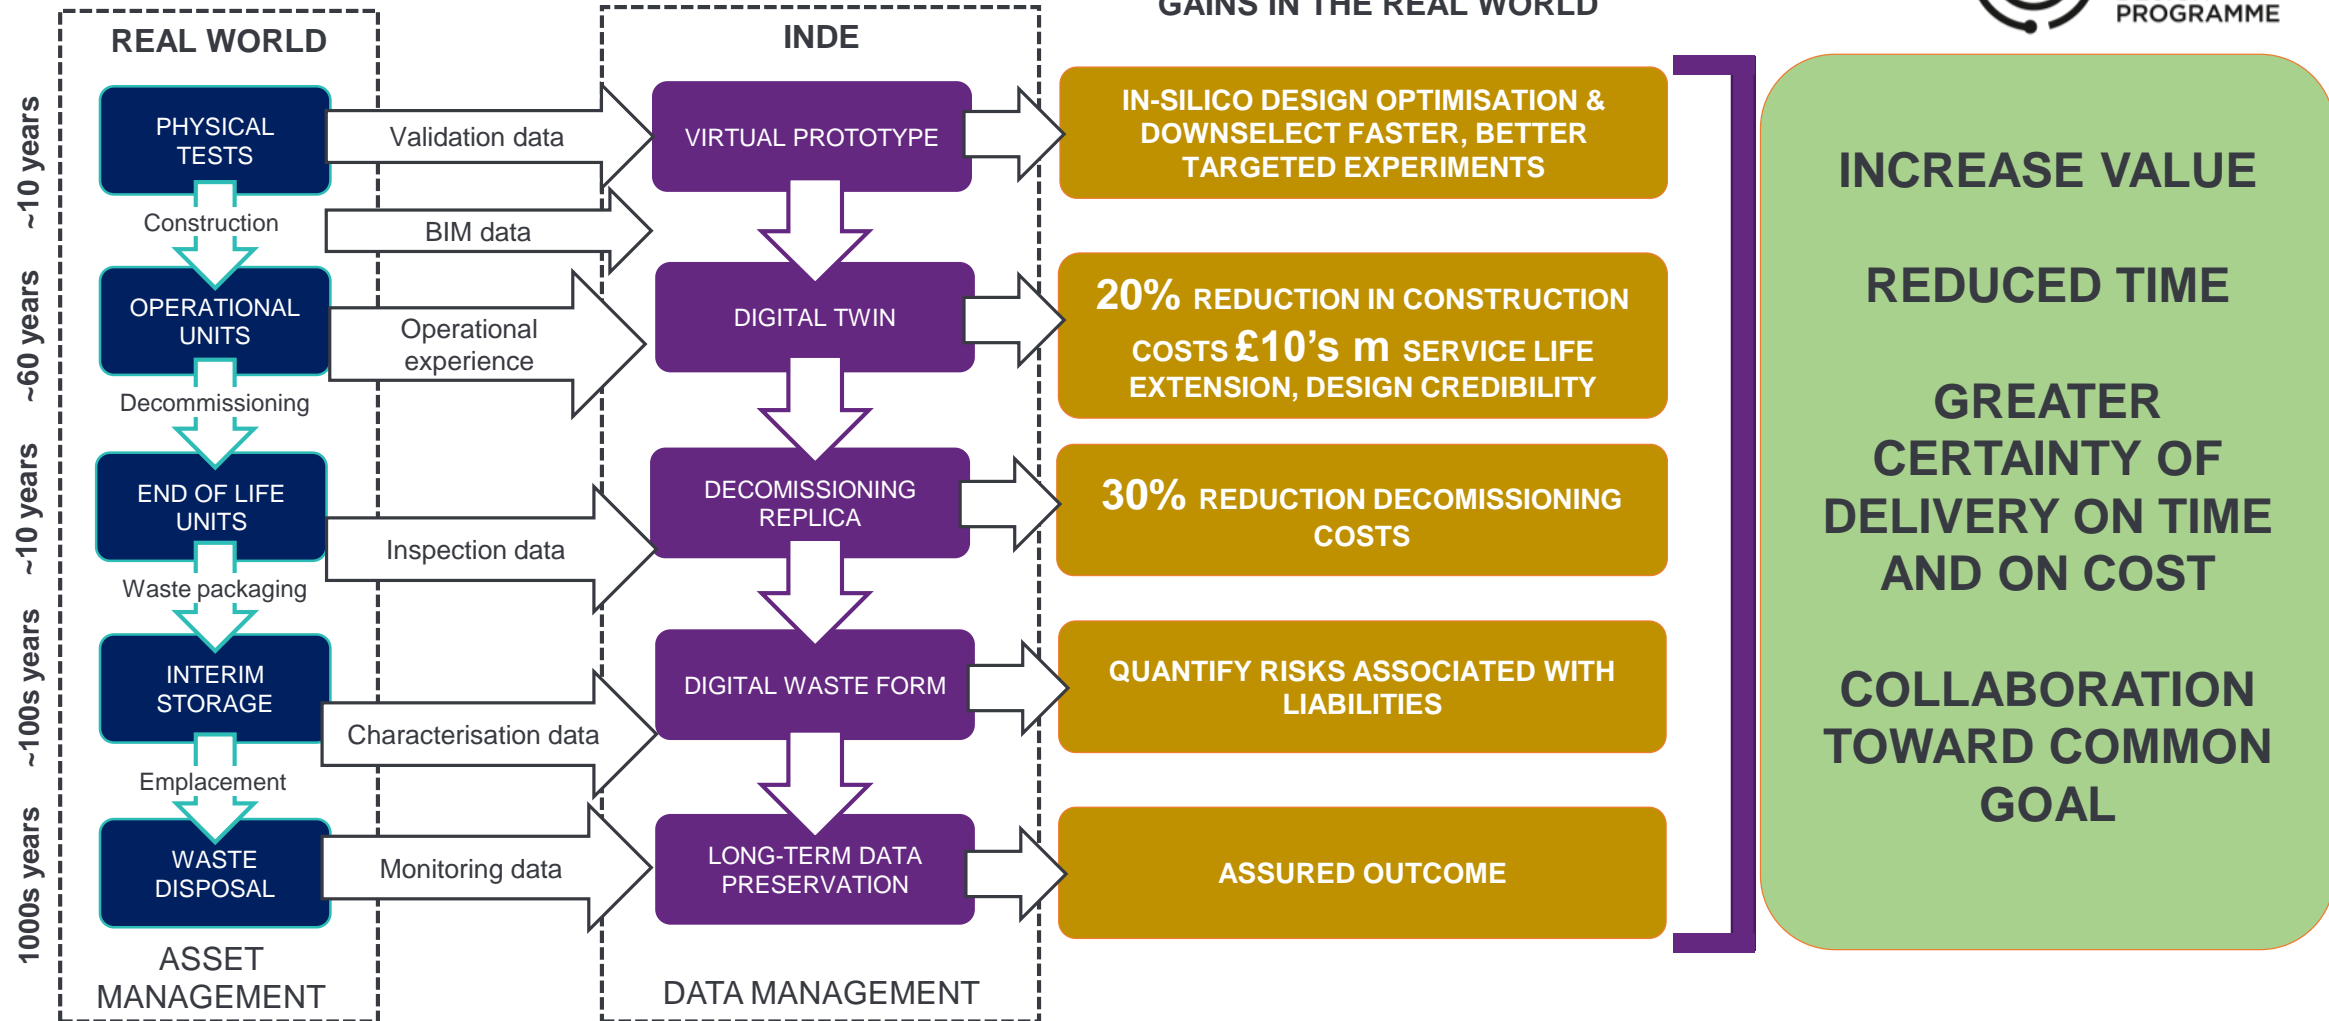 GAINS IN THE REAL WORLD
PROGRAMME
REAL WORLD
INDE
~10 years
PHYSICAL
TESTS
Validation data
VIRTUAL PROTOTYPE
IN-SILICO DESIGN OPTIMISATION &
DOWNSELECT FASTER, BETTER
TARGETED EXPERIMENTS
Construction
BIM data
~60 years
OPERATIONAL
UNITS
Operational
experience
DIGITAL TWIN
20% REDUCTION IN CONSTRUCTION
COSTS £10’s m SERVICE LIFE
EXTENSION, DESIGN CREDIBILITY
Decommissioning
~10 years
END OF LIFE
UNITS
Inspection data
DECOMISSIONING
REPLICA
30% REDUCTION DECOMISSIONING
COSTS
Waste packaging
~100s years
INTERIM
STORAGE
Characterisation data
DIGITAL WASTE FORM
QUANTIFY RISKS ASSOCIATED WITH
LIABILITIES
Emplacement
1000s years
WASTE
DISPOSAL
Monitoring data
LONG-TERM DATA
PRESERVATION
ASSURED OUTCOME
ASSET
MANAGEMENT
DATA MANAGEMENT
INCREASE VALUE
REDUCED TIME
GREATER
CERTAINTY OF
DELIVERY ON TIME
AND ON COST
COLLABORATION
TOWARD COMMON
GOAL